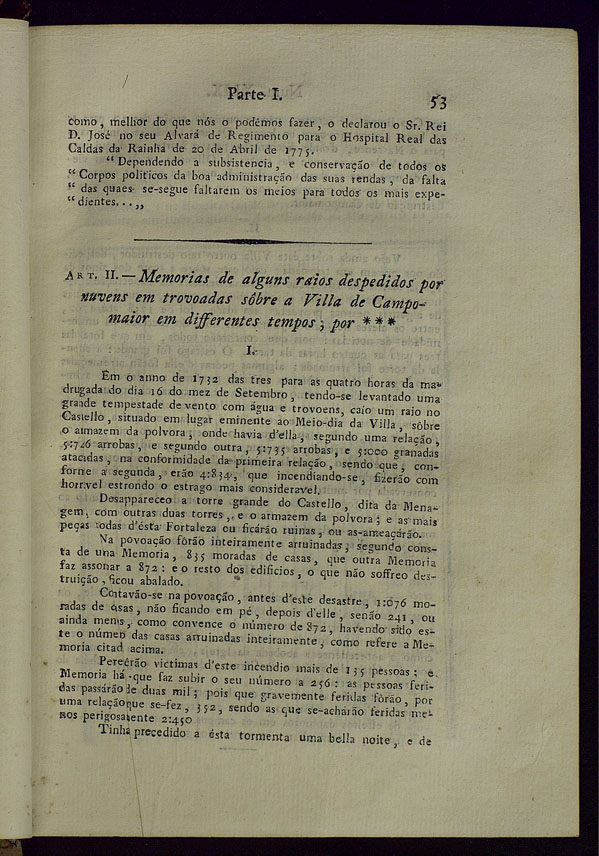 Parte I.
53
como, melhor do que nós o podémos fazer, o declarou o Sr. Rei
D. José no seu Alvará de Regimento para o Hospital Real das
Caldas da Rainha de 20 de Abril de 1775.
“Dependendo a subsistencia, e conservação de todos os
“Corpos politicos da boa administração das suas rendas, da falta
“das quaes se-segue faltarem os meios para todos os mais expe-
“dientes...,,
ART. II.—Memorias de alguns raios despedidos por
nuvens em trovoadas sôbre a Villa de Campo-
maior em differentes tempos; por ***
I.
Em o anno de 1732 das tres para as quatro horas da ma-
drugada do dia 16 do mez de Setembro, tendo-se levantado uma
grande tempestade de vento com água e trovoens, caío um raio no
Castello, situado em lugar eminente ao Meio-dia da Villa, sôbre
o armazem da polvora, onde havia d'ella, segundo uma relação,
5:726 arrobas, e segundo outra, 5:735 arrobas, e 5:000 granadas
atacadas, na conformidade da primeira relação, sendo que, con-
forme a segunda, erão 4:834, que incendiando-se, fizerão com
horrivel estrondo o estrago mais consideravel.
Desappareceo a torre grande do Castello, dita da Mena-
gem, com outras duas torres, e o armazem da polvora; e as mais
peças todas d'ésta Fortaleza ou ficárão ruinas, ou as-ameaçárão.
Na povoação fôrão inteiramente arruinadas, segundo cons-
ta de una Memoria, 835 moradas de casas, que outra Memoria
faz assomar a 872: e o resto dos edificios, o que não soffreo des-
truição, ficou abalado.
Contavão-se na povoação, antes d'este desastre, 1:076 mo-
radas de casas, não ficando em pé, depois d'elle, senão 241, ou
ainda menos, como convence o número de 872, havendo sido es-
te o número das casas arruinadas inteiramente, como refere a Me-
moria citad acima.
Perecêrão victimas d'este incendio mais de 135 pessoas; e
Memoria há que faz subir o seu número a 256: as pessoas feri-
das passarão de duas mil; pois que gravemente feridas fôrão, por
uma relação que se-fez, 352, sendo as que se-achárão feridas me-
nos perigosamente 2:450
Tinha precedido a ésta tormenta uma bella noite, e de